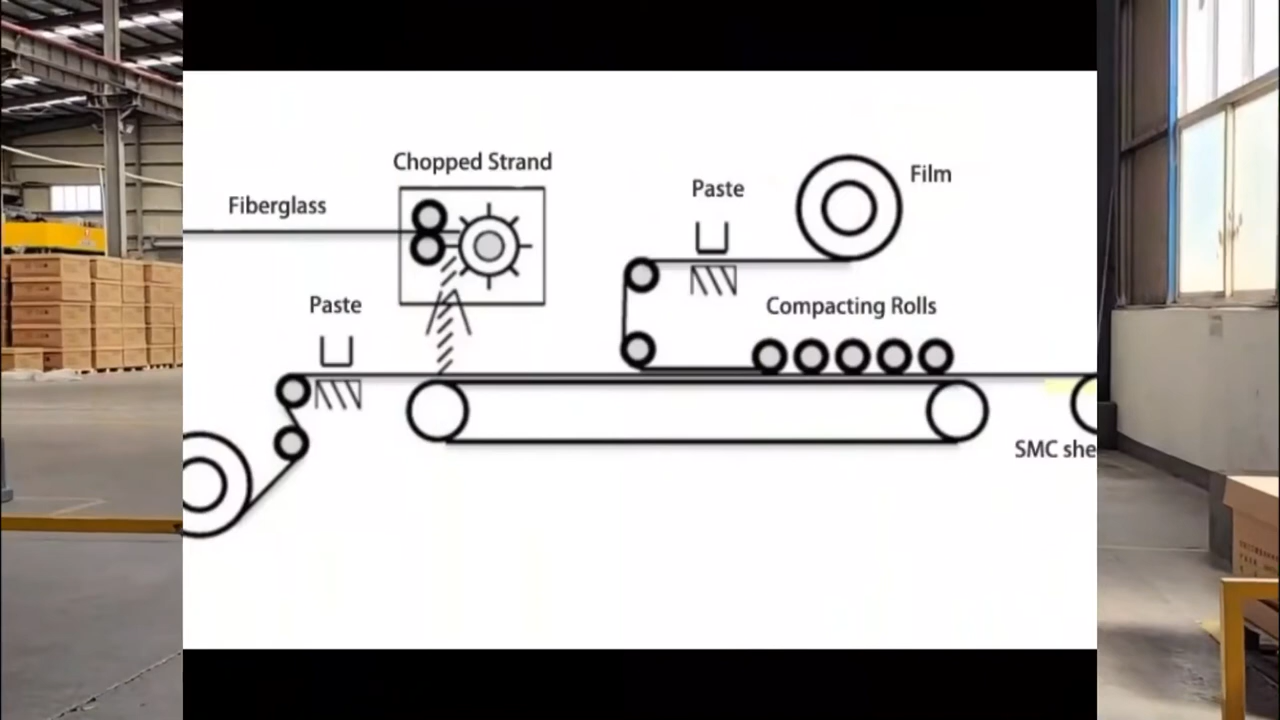 Chopped Strand
Film
Paste
Fiberglass
Paste
Compacting Rolls
SMC she